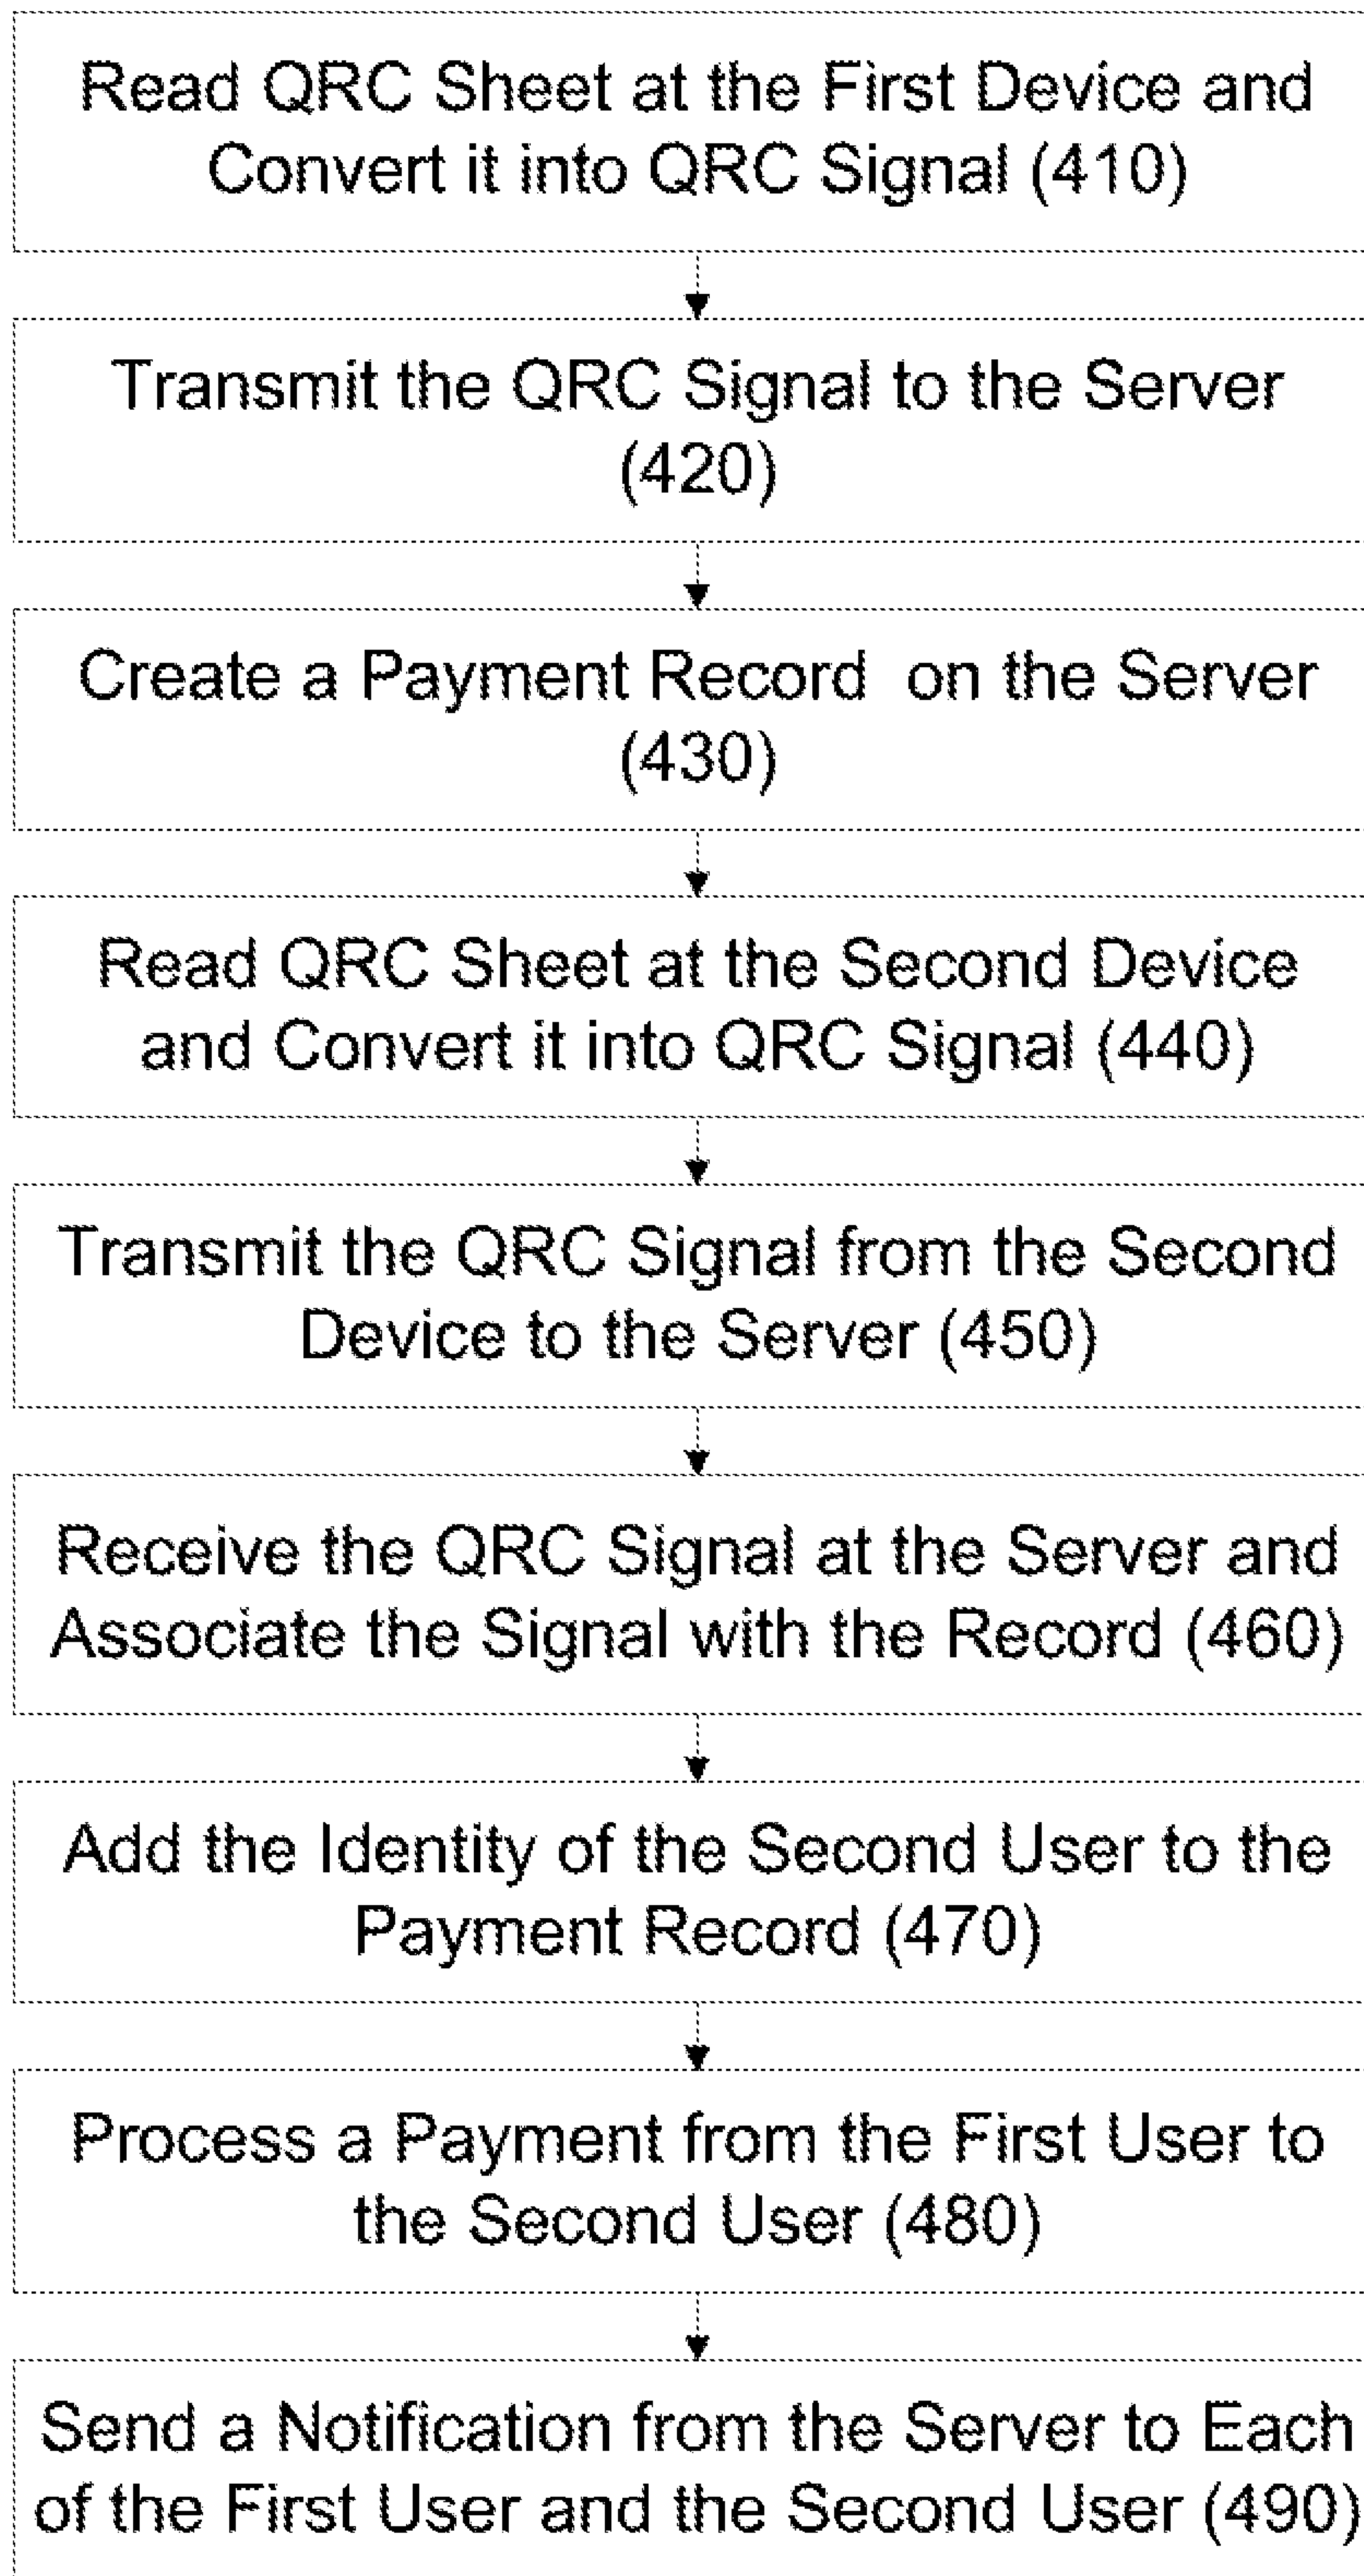 Read QRC Sheet at the First Device and
Convert it into QRC Signal (410)
Transmit the QRC Signal to the Server
(420)
Create a Payment Record on the Server
(430)
Read QRC Sheet at the Second Device
and Convert it into QRC Signal (440)
Transmit the QRC Signal from the Second
Device to the Server (450)
Receive the QRC Signal at the Server and
Associate the Signal with the Record (460)
Add the Identity of the Second User to the
Payment Record (470)
Process a Payment from the First User to
the Second User (480)
Send a Notification from the Server to Each
of the First User and the Second User (490)